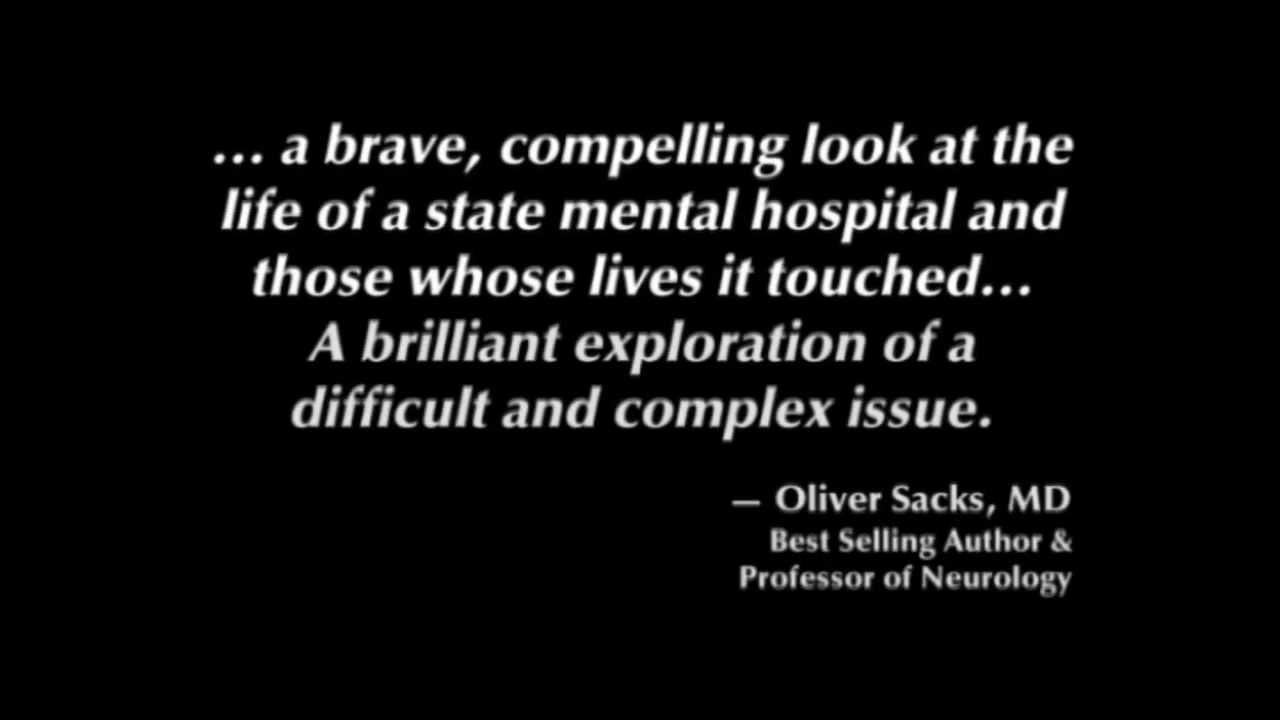 ... a brave, compelling look at the
life of a state mental hospital and
those whose lives it touched...
A brilliant exploration of a
difficult and complex issue.
— Oliver Sacks, MD
Best Selling Author &
Professor of Neurology